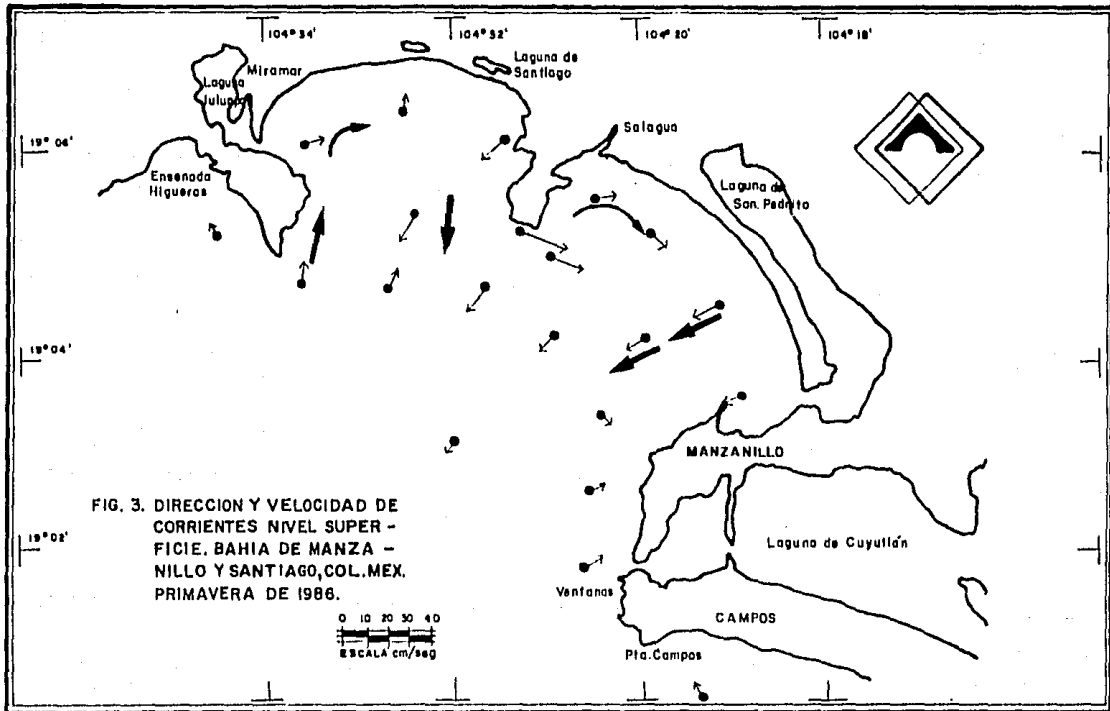 104°34'
104°32'
104°20'
104°18'
Miramar
Laguna de
Santiago
Laguna
Juluapa
Salagua
19°04'
Ensenada
Higueras
Laguna de
San. Pedrito
19°04'
MANZANILLO
FIG. 3. DIRECCION Y VELOCIDAD DE
CORRIENTES NIVEL SUPER -
FICIE. BAHIA DE MANZA -
NILLO Y SANTIAGO, COL. MEX.
PRIMAVERA DE 1986.
19°02'
Laguna de Cuyutlán
Ventanas
CAMPOS
0 10 20 30 40
ESCALA cm/seg
Pta. Campos